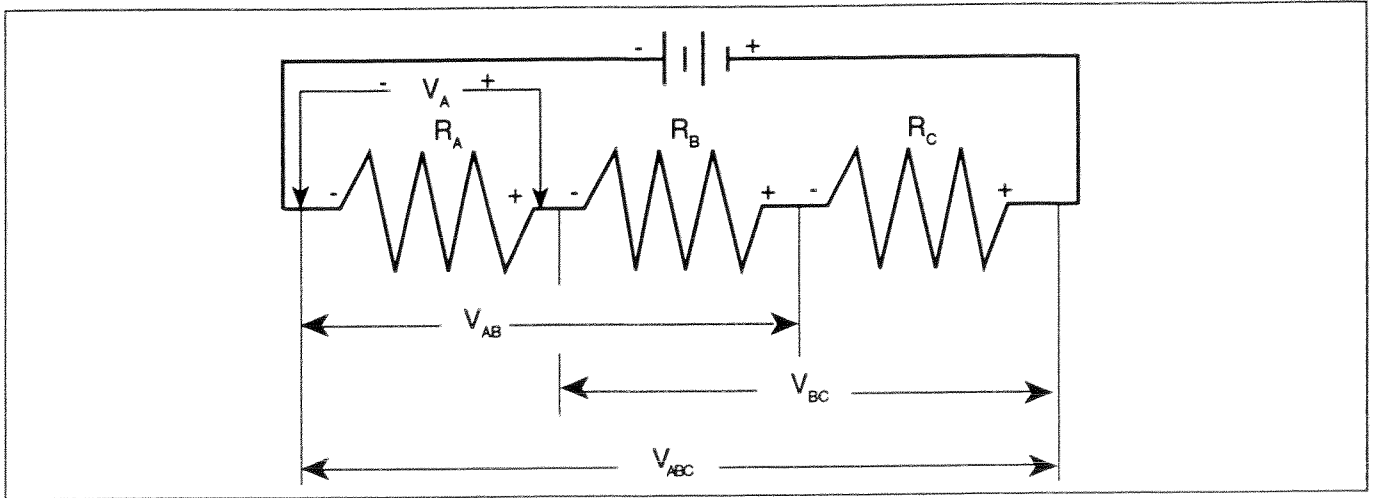 - +
- V_A +
R_A R_B R_C
- + - + - +
V_AB
V_BC
V_ABC